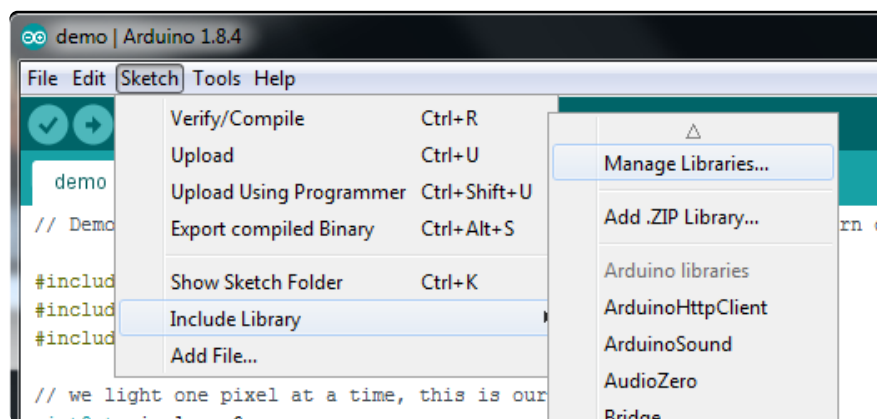 demo | Arduino 1.8.4
File Edit Sketch Tools Help
demo
Verify/Compile Ctrl+R
Upload Ctrl+U
Upload Using Programmer Ctrl+Shift+U
Export compiled Binary Ctrl+Alt+S
Show Sketch Folder Ctrl+K
Include Library
Add File...
Manage Libraries...
Add .ZIP Library...
Arduino libraries
ArduinoHttpClient
ArduinoSound
AudioZero
Bridge
// Demo
rn
#includ
#includ
#includ
// we light one pixel at a time, this is our